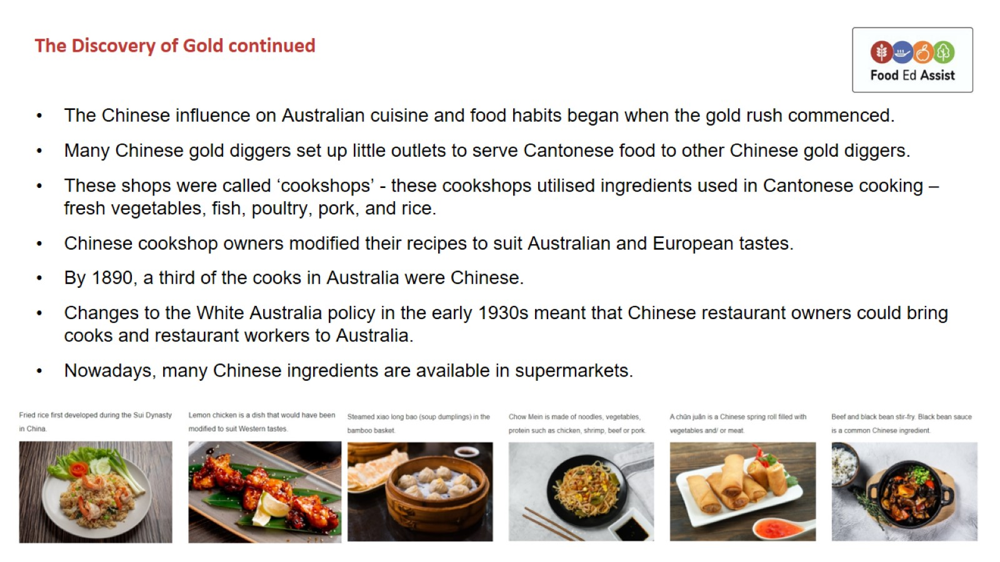 The Discovery of Gold continued
Food Ed Assist
• The Chinese influence on Australian cuisine and food habits began when the gold rush commenced.
• Many Chinese gold diggers set up little outlets to serve Cantonese food to other Chinese gold diggers.
• These shops were called ‘cookshops’ - these cookshops utilised ingredients used in Cantonese cooking –
fresh vegetables, fish, poultry, pork, and rice.
• Chinese cookshop owners modified their recipes to suit Australian and European tastes.
• By 1890, a third of the cooks in Australia were Chinese.
• Changes to the White Australia policy in the early 1930s meant that Chinese restaurant owners could bring
cooks and restaurant workers to Australia.
• Nowadays, many Chinese ingredients are available in supermarkets.
Fried rice first developed during the Sui Dynasty
in China.
Lemon chicken is a dish that would have been
modified to suit Western tastes.
Steamed xiao long bao (soup dumplings) in the
bamboo basket.
Chow Mein is made of noodles, vegetables,
protein such as chicken, shrimp, beef or pork.
A chūn juǎn is a Chinese spring roll filled with
vegetables and/ or meat.
Beef and black bean stir-fry. Black bean sauce
is a common Chinese ingredient.